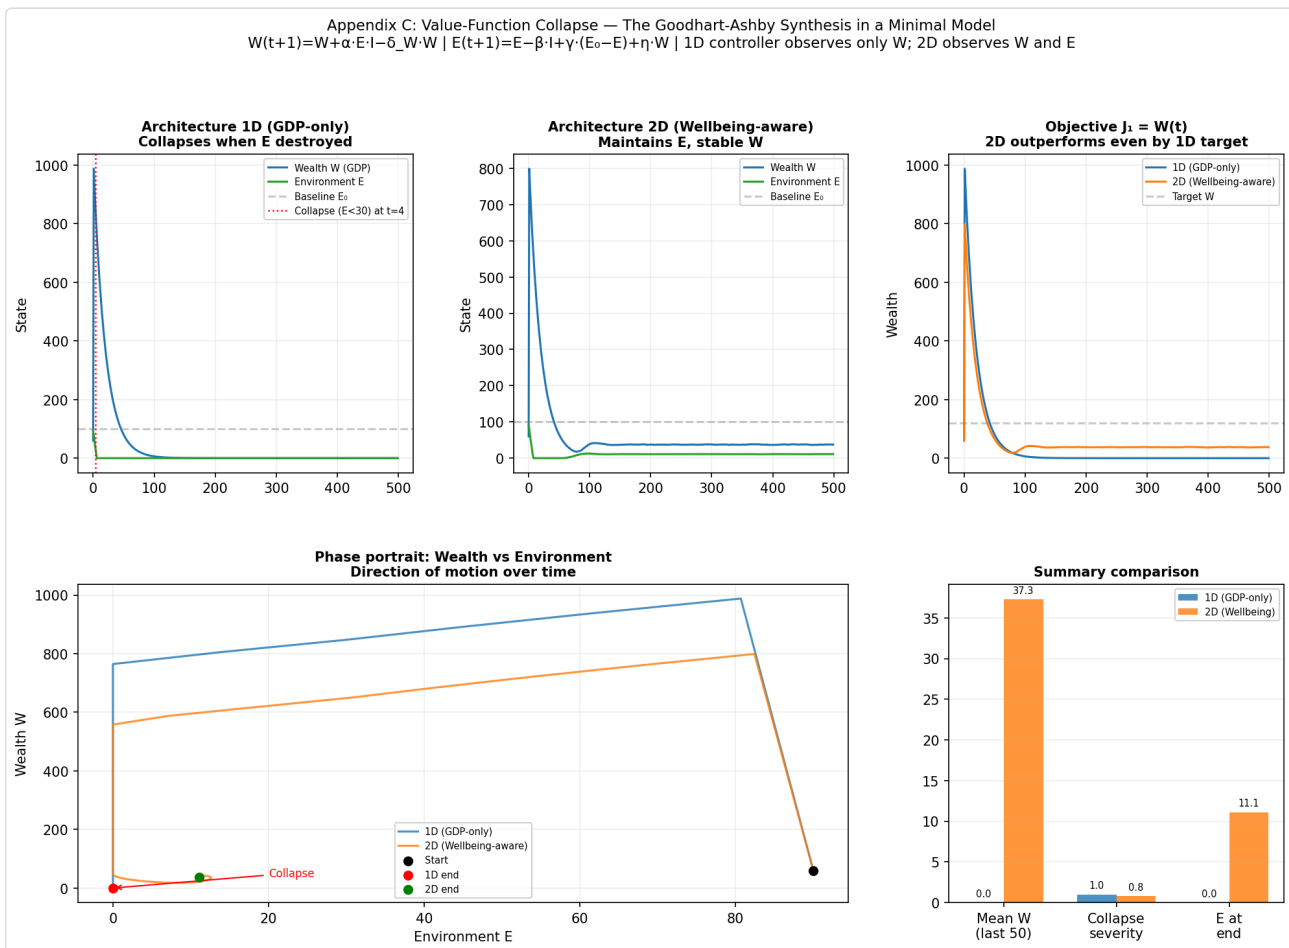 Appendix C: Value-Function Collapse — The Goodhart-Ashby Synthesis in a Minimal Model
W(t+1)=W+α·E·I−δ_W·W | E(t+1)=E−β·I+γ·(E₀−E)+η·W | 1D controller observes only W; 2D observes W and E
Architecture 1D (GDP-only)
Collapses when E destroyed
State
1000
800
600
400
200
0
0 100 200 300 400 500
Wealth W (GDP)
Environment E
Baseline E₀
Collapse (E<30) at t=4
Architecture 2D (Wellbeing-aware)
Maintains E, stable W
State
800
700
600
500
400
300
200
100
0
0 100 200 300 400 500
Wealth W
Environment E
Baseline E₀
Objective J₁ = W(t)
2D outperforms even by 1D target
Wealth
1000
800
600
400
200
0
0 100 200 300 400 500
1D (GDP-only)
2D (Wellbeing-aware)
Target W
Phase portrait: Wealth vs Environment
Direction of motion over time
Wealth W
1000
800
600
400
200
0
0 20 40 60 80
Environment E
1D (GDP-only)
2D (Wellbeing-aware)
Start
1D end
2D end
Collapse
Summary comparison
35
30
25
20
15
10
5
0
1D (GDP-only)
2D (Wellbeing)
0.0
37.3
1.0
0.8
0.0
11.1
Mean W
(last 50)
Collapse
severity
E at
end